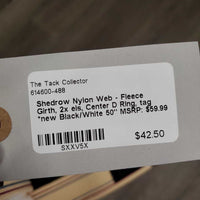 The Tack Collector
614600-488
Shedrow Nylon Web - Fleece
Girth, 2x els, Center D Ring, tag
"new Black/White 50" MSRP: $59.99
SXXV5X
$42.50